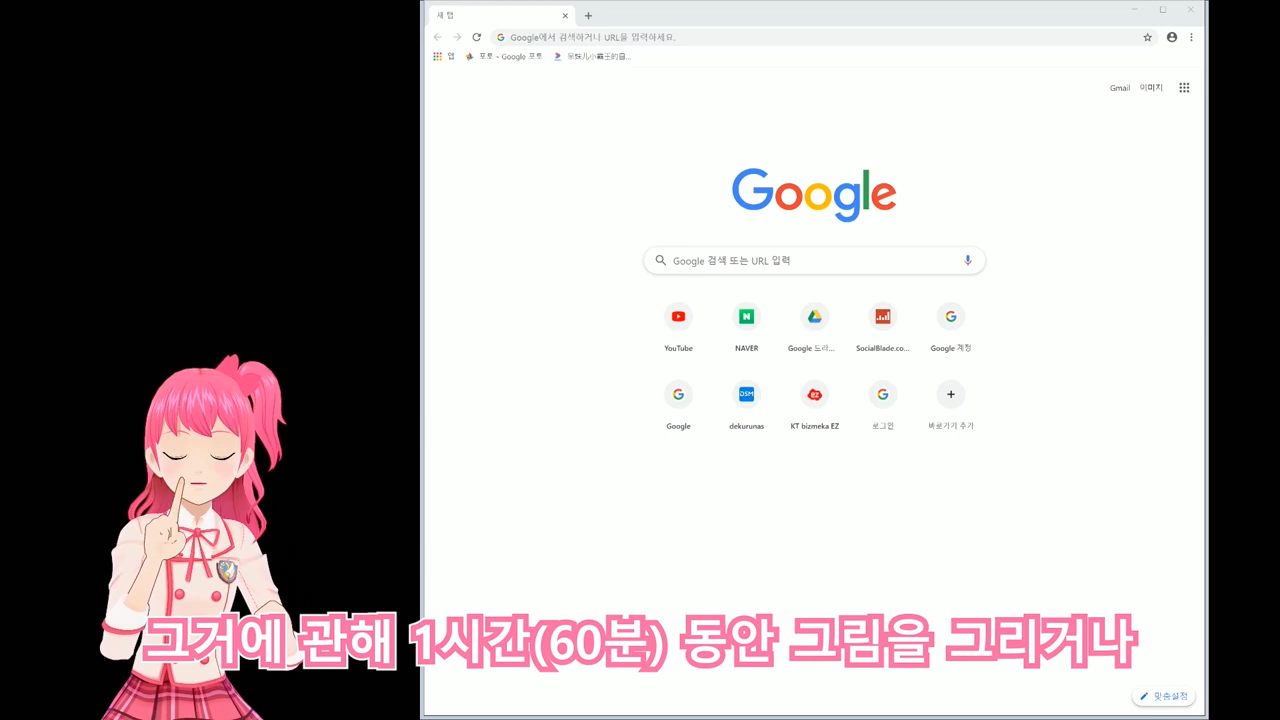 새 탭
Google에서 검색하거나 URL을 입력하세요.
앱 포토 - Google 포토
Gmail 이미지
Google
Google 검색 또는 URL 입력
YouTube NAVER Google 드라... SocialBlade.co... Google 계정
DSM EZ
Google dekurunas KT bizmeka EZ 로그인 바로가기 추가
그거에 관해 1시간(60분) 동안 그림을 그리거나
맞춤설정